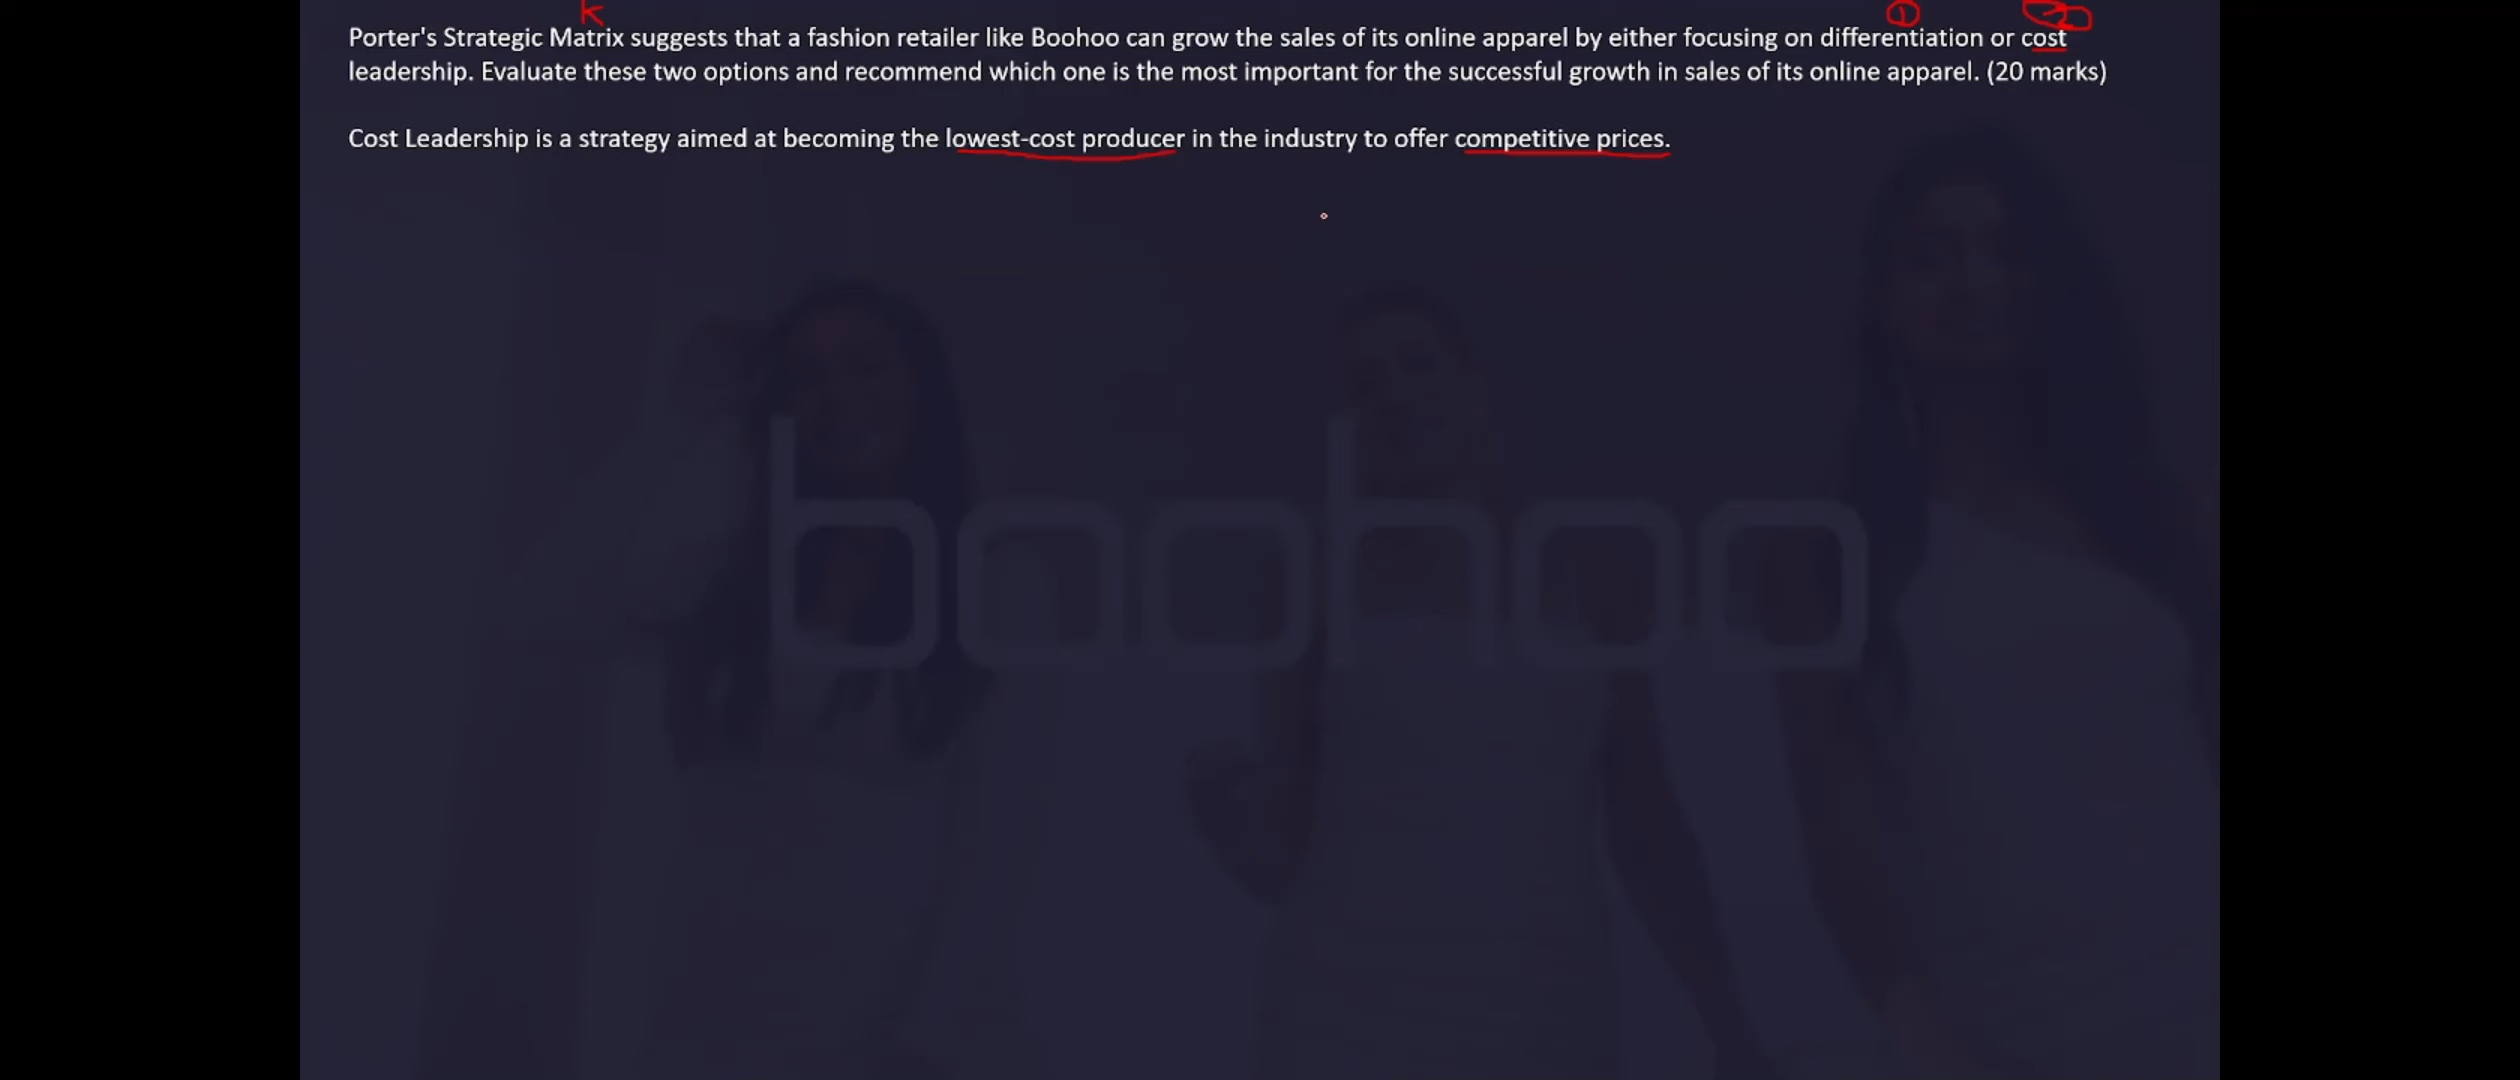 K
1
2
Porter's Strategic Matrix suggests that a fashion retailer like Boohoo can grow the sales of its online apparel by either focusing on differentiation or cost
leadership. Evaluate these two options and recommend which one is the most important for the successful growth in sales of its online apparel. (20 marks)
Cost Leadership is a strategy aimed at becoming the lowest-cost producer in the industry to offer competitive prices.
boohoo